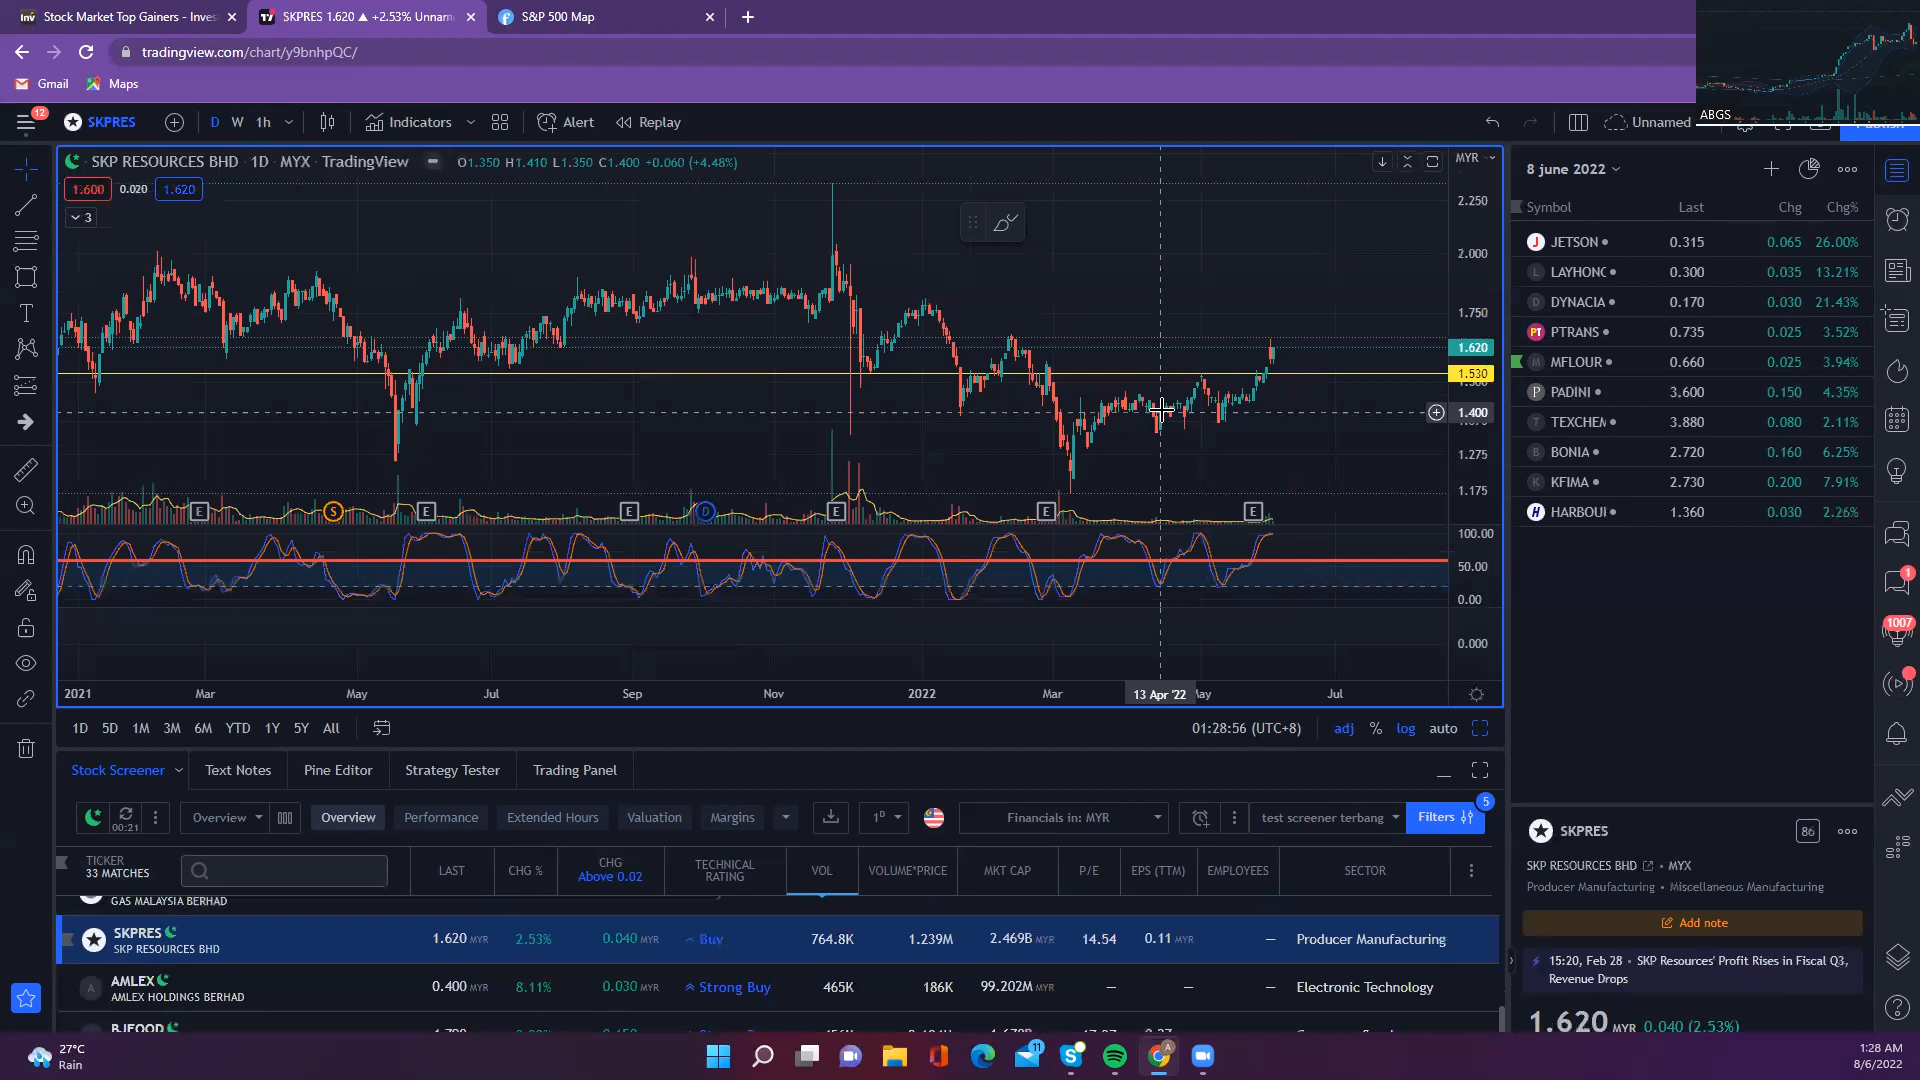 Stock Market Top Gainers - Inves
SKPRES 1.620 ▲ +2.53% Unnam
S&P 500 Map
tradingview.com/chart/y9bnhpQC/
Gmail
Maps
ABGS
12
SKPRES
D W 1h
Indicators
Alert
Replay
Unnamed
SKP RESOURCES BHD · 1D · MYX · TradingView
O1.350 H1.410 L1.350 C1.400 +0.060 (+4.48%)
MYR
1.600 0.020 1.620
3
2.250
2.000
1.750
1.620
1.530
1.400
1.275
1.175
E S E E D E E E
100.00
50.00
0.00
0.000
2021 Mar May Jul Sep Nov 2022 Mar 13 Apr '22 May Jul
1D 5D 1M 3M 6M YTD 1Y 5Y All
01:28:56 (UTC+8) adj % log auto
8 june 2022
Symbol Last Chg Chg%
JETSON 0.315 0.065 26.00%
LAYHONG 0.300 0.035 13.21%
DYNACIA 0.170 0.030 21.43%
PTRANS 0.735 0.025 3.52%
MFLOUR 0.660 0.025 3.94%
PADINI 3.600 0.150 4.35%
TEXCHEM 3.880 0.080 2.11%
BONIA 2.720 0.160 6.25%
KFIMA 2.730 0.200 7.91%
HARBOUR 1.360 0.030 2.26%
1
1007
Stock Screener
Text Notes
Pine Editor
Strategy Tester
Trading Panel
00:21
Overview
Overview
Performance
Extended Hours
Valuation
Margins
1D
Financials in: MYR
test screener terbang
Filters
5
TICKER
33 MATCHES
LAST
CHG %
CHG
Above 0.02
TECHNICAL
RATING
VOL
VOLUME*PRICE
MKT CAP
P/E
EPS (TTM)
EMPLOYEES
SECTOR
GAS MALAYSIA BERHAD
SKPRES
SKP RESOURCES BHD
1.620 MYR 2.53% 0.040 MYR Buy 764.8K 1.239M 2.469B MYR 14.54 0.11 MYR — Producer Manufacturing
AMLEX
AMLEX HOLDINGS BERHAD
0.400 MYR 8.11% 0.030 MYR Strong Buy 465K 186K 99.202M MYR — — — Electronic Technology
BJFOOD
SKPRES
86
SKP RESOURCES BHD • MYX
Producer Manufacturing • Miscellaneous Manufacturing
Add note
15:20, Feb 28 • SKP Resources' Profit Rises in Fiscal Q3,
Revenue Drops
1.620 MYR 0.040 (2.53%)
27°C
Rain
11
1:28 AM
8/6/2022